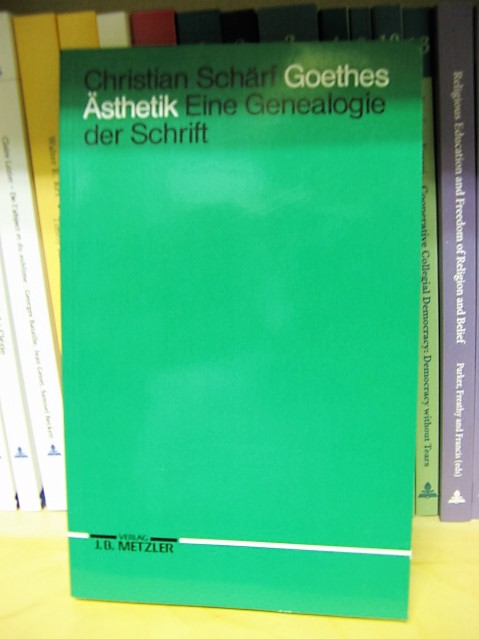 Christian Schärf Goethes
Ästhetik Eine Genealogie
der Schrift
VERLAG
J.B. METZLER
Cooperative Collegial Democracy: Democracy without Tears
Religious Education and Freedom of Religion and Belief
Parker, Freathy and Francis (eds)